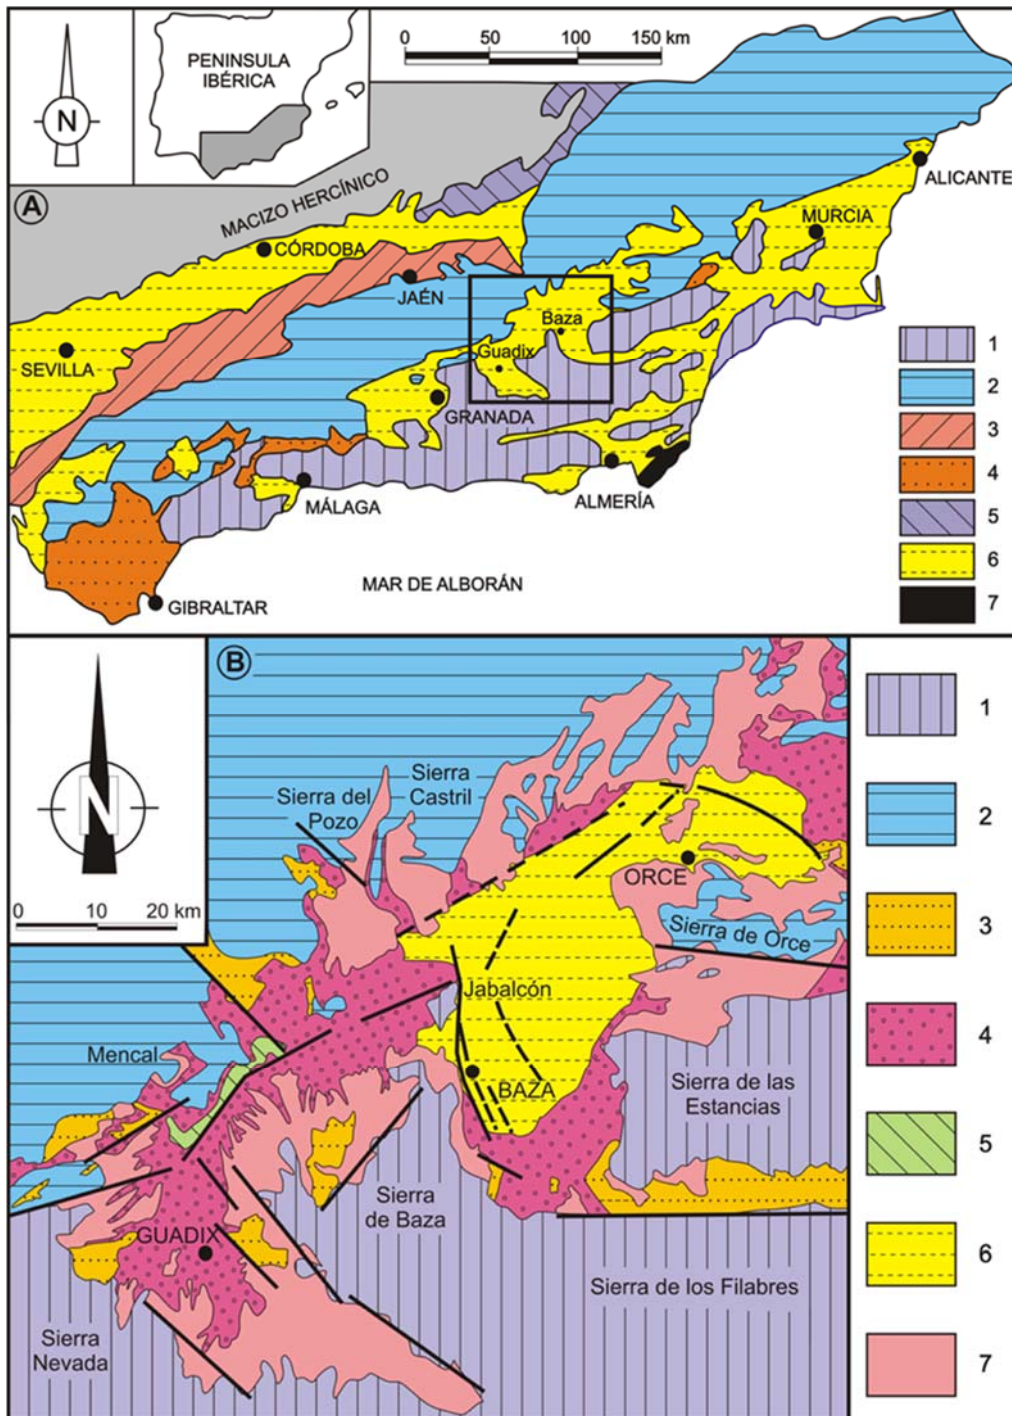 0 50 100 150 km
PENINSULA
IBÉRICA
N
A
MACIZO HERCÍNICO
ALICANTE
MURCIA
CÓRDOBA
JAÉN
Baza
SEVILLA
Guadix
GRANADA
1
2
3
4
5
6
7
MÁLAGA
ALMERÍA
MAR DE ALBORÁN
GIBRALTAR
B
N
0 10 20 km
Sierra
Castril
Sierra del
Pozo
ORCE
Sierra de Orce
Jabalcón
Mencal
BAZA
Sierra de las
Estancias
Sierra
de Baza
GUADIX
Sierra de los Filabres
Sierra
Nevada
1
2
3
4
5
6
7